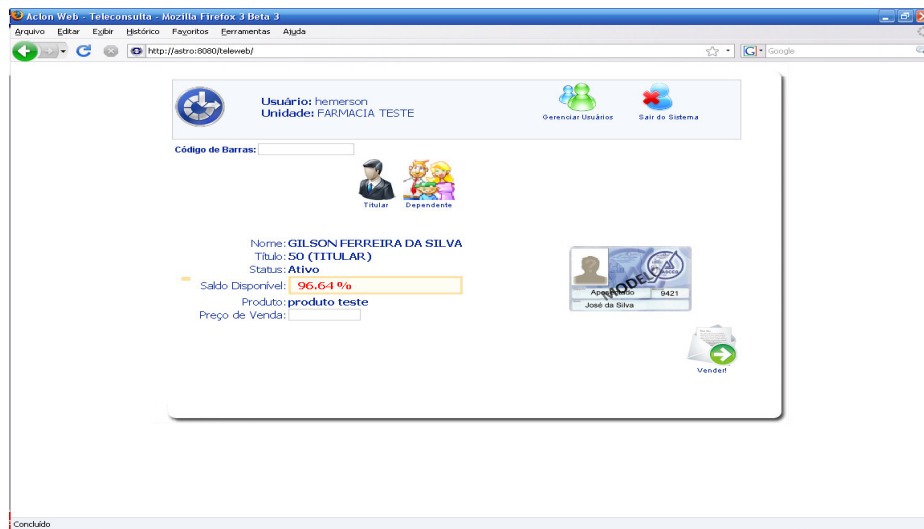 Aclon Web - Teleconsulta - Mozilla Firefox 3 Beta 3
Arquivo Editar Exibir Histórico Favoritos Ferramentas Ajuda
http://astro:8080/teleweb/
G Google
Usuário: hemerson
Unidade: FARMACIA TESTE
Gerenciar Usuários
Sair do Sistema
Código de Barras:
Titular
Dependente
Nome: GILSON FERREIRA DA SILVA
Título: 50 (TITULAR)
Status: Ativo
Saldo Disponível: 96.64 %
Produto: produto teste
Preço de Venda:
MODELO
Aposentado 9421
José da Silva
Vender!
Concluído